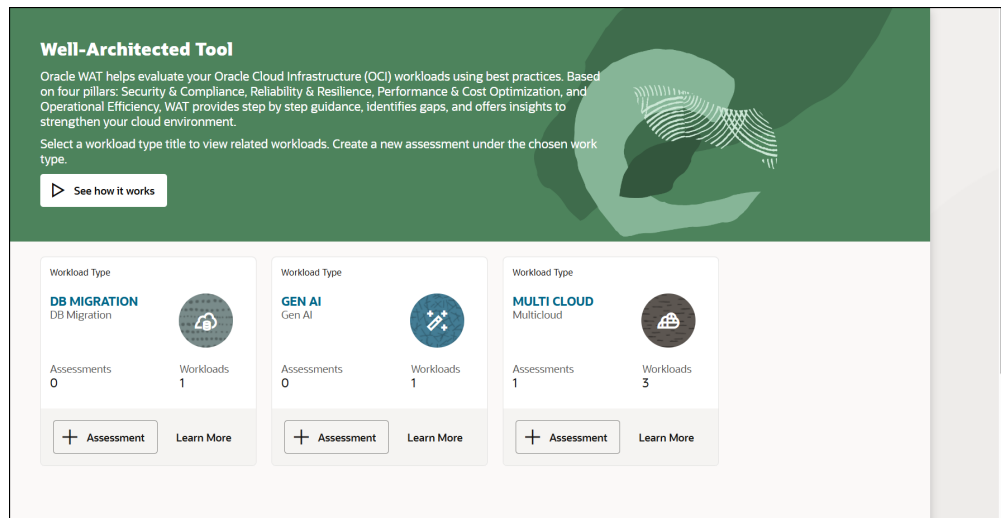 Well-Architected Tool
Oracle WAT helps evaluate your Oracle Cloud Infrastructure (OCI) workloads using best practices. Based
on four pillars: Security & Compliance, Reliability & Resilience, Performance & Cost Optimization, and
Operational Efficiency, WAT provides step by step guidance, identifies gaps, and offers insights to
strengthen your cloud environment.
Select a workload type title to view related workloads. Create a new assessment under the chosen work
type.
See how it works
Workload Type
DB MIGRATION
DB Migration
Assessments
0
Workloads
1
+ Assessment
Learn More
Workload Type
GEN AI
Gen AI
Assessments
0
Workloads
1
+ Assessment
Learn More
Workload Type
MULTI CLOUD
Multicloud
Assessments
1
Workloads
3
+ Assessment
Learn More